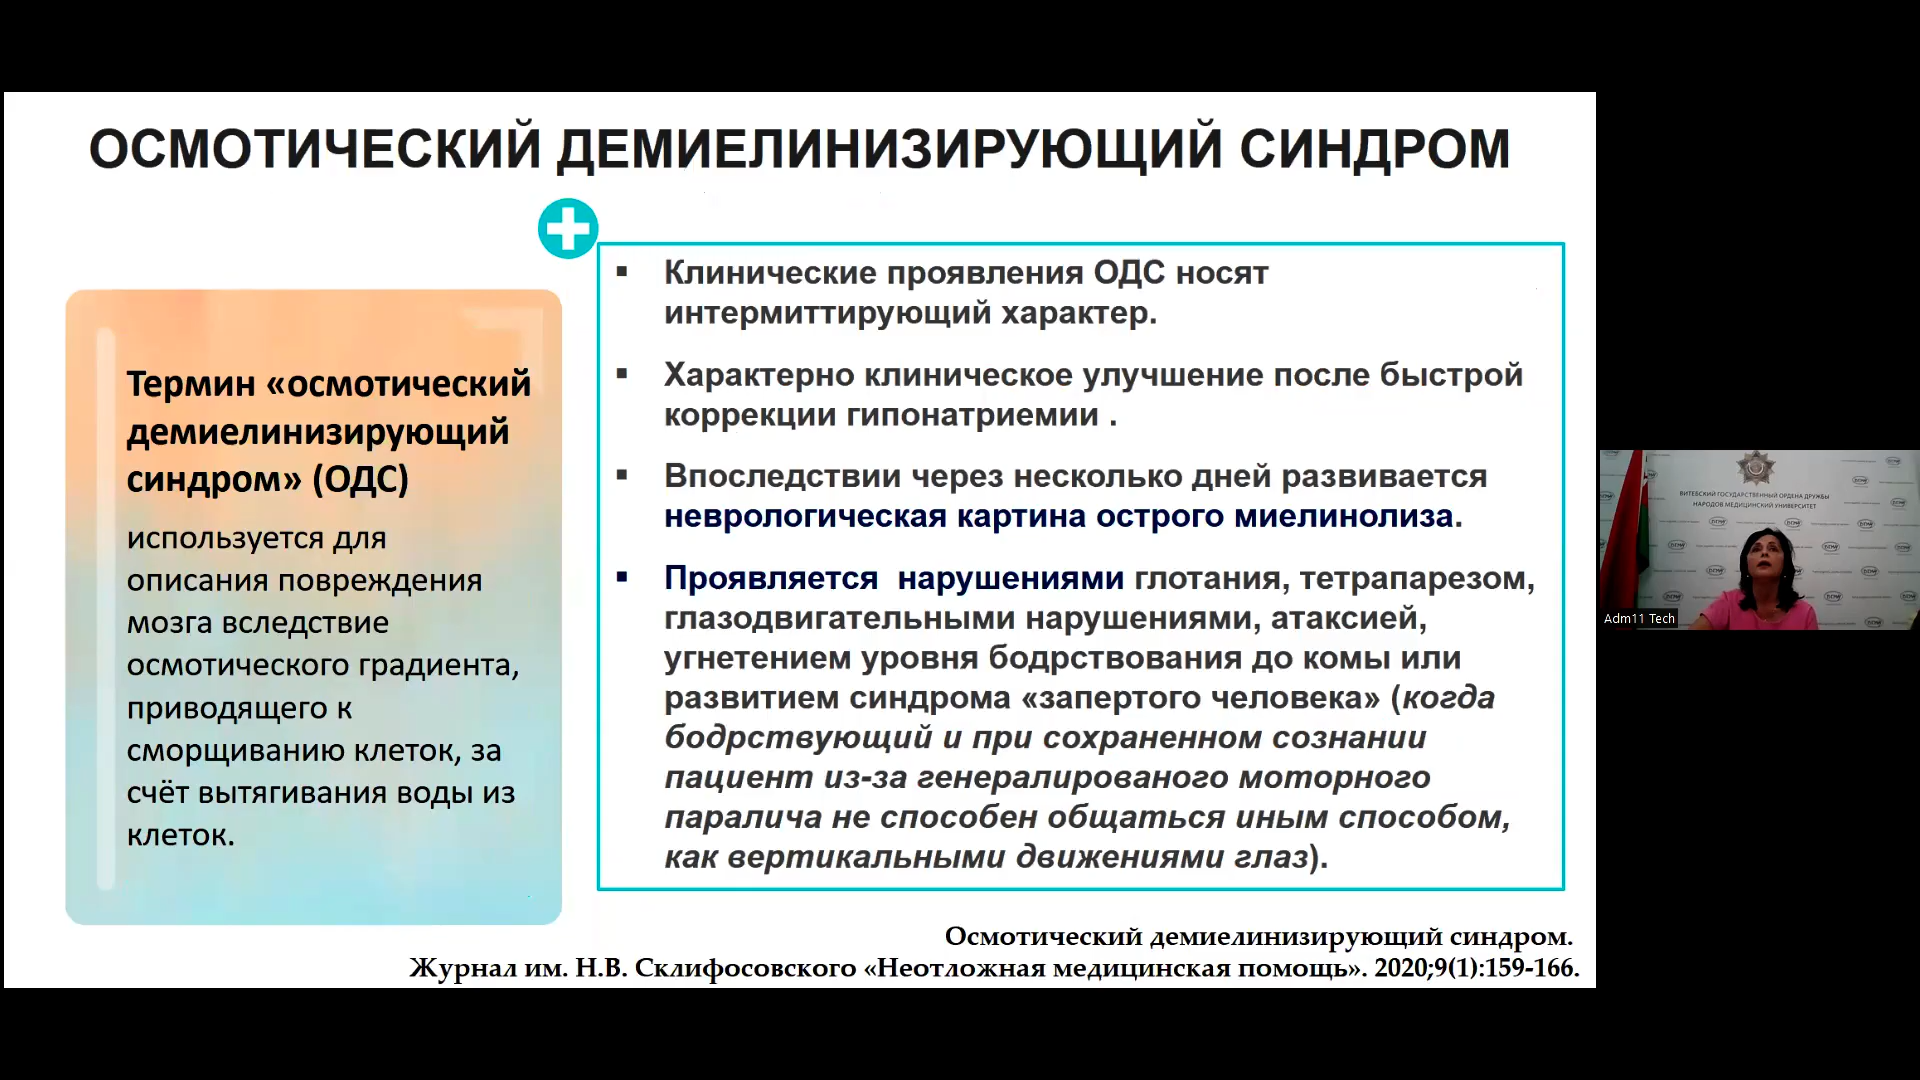 ОСМОТИЧЕСКИЙ ДЕМИЕЛИНИЗИРУЮЩИЙ СИНДРОМ
Термин «осмотический
демиелинизирующий
синдром» (ОДС)
используется для
описания повреждения
мозга вследствие
осмотического градиента,
приводящего к
сморщиванию клеток, за
счёт вытягивания воды из
клеток.
▪ Клинические проявления ОДС носят
интермиттирующий характер.
▪ Характерно клиническое улучшение после быстрой
коррекции гипонатриемии .
▪ Впоследствии через несколько дней развивается
неврологическая картина острого миелинолиза.
▪ Проявляется нарушениями глотания, тетрапарезом,
глазодвигательными нарушениями, атаксией,
угнетением уровня бодрствования до комы или
развитием синдрома «запертого человека» (когда
бодрствующий и при сохраненном сознании
пациент из-за генералированого моторного
паралича не способен общаться иным способом,
как вертикальными движениями глаз).
Осмотический демиелинизирующий синдром.
Журнал им. Н.В. Склифосовского «Неотложная медицинская помощь». 2020;9(1):159-166.
ВИТЕБСКИЙ ГОСУДАРСТВЕННЫЙ ОРДЕНА ДРУЖБЫ
НАРОДОВ МЕДИЦИНСКИЙ УНИВЕРСИТЕТ
Adm11 Tech